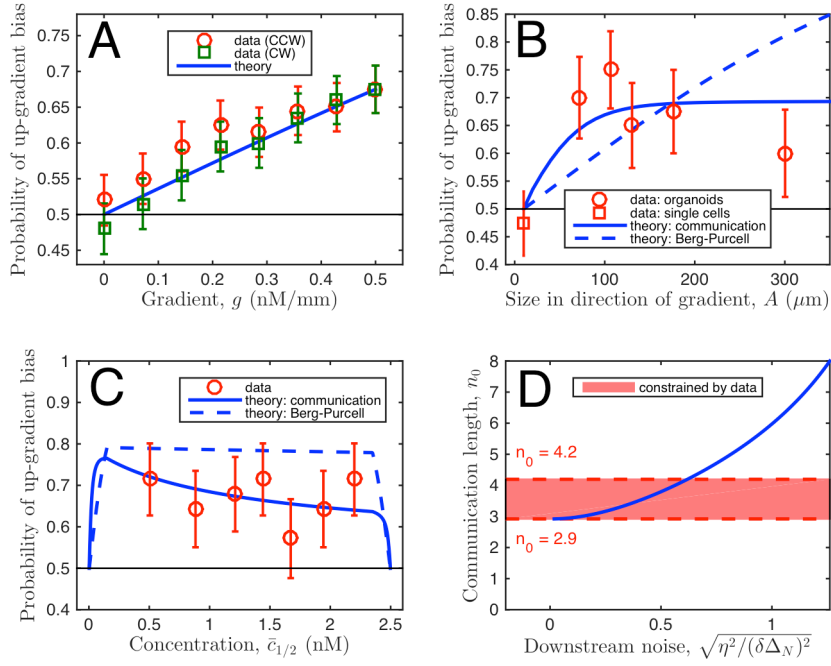 A
data (CCW)
data (CW)
theory
Probability of up-gradient bias
0.75
0.7
0.65
0.6
0.55
0.5
0.45
0 0.1 0.2 0.3 0.4 0.5
Gradient, g (nM/mm)
B
Probability of up-gradient bias
0.85
0.8
0.75
0.7
0.65
0.6
0.55
0.5
0.45
0.4
data: organoids
data: single cells
theory: communication
theory: Berg-Purcell
0 100 200 300
Size in direction of gradient, A (μm)
C
data
theory: communication
theory: Berg-Purcell
Probability of up-gradient bias
1
0.9
0.8
0.7
0.6
0.5
0.4
0 0.5 1 1.5 2 2.5
Concentration, c̄₁/₂ (nM)
D
constrained by data
Communication length, n₀
8
7
6
5
4
3
2
1
0
n₀ = 4.2
n₀ = 2.9
0 0.5 1
Downstream noise, √η²/(δΔ_N)²